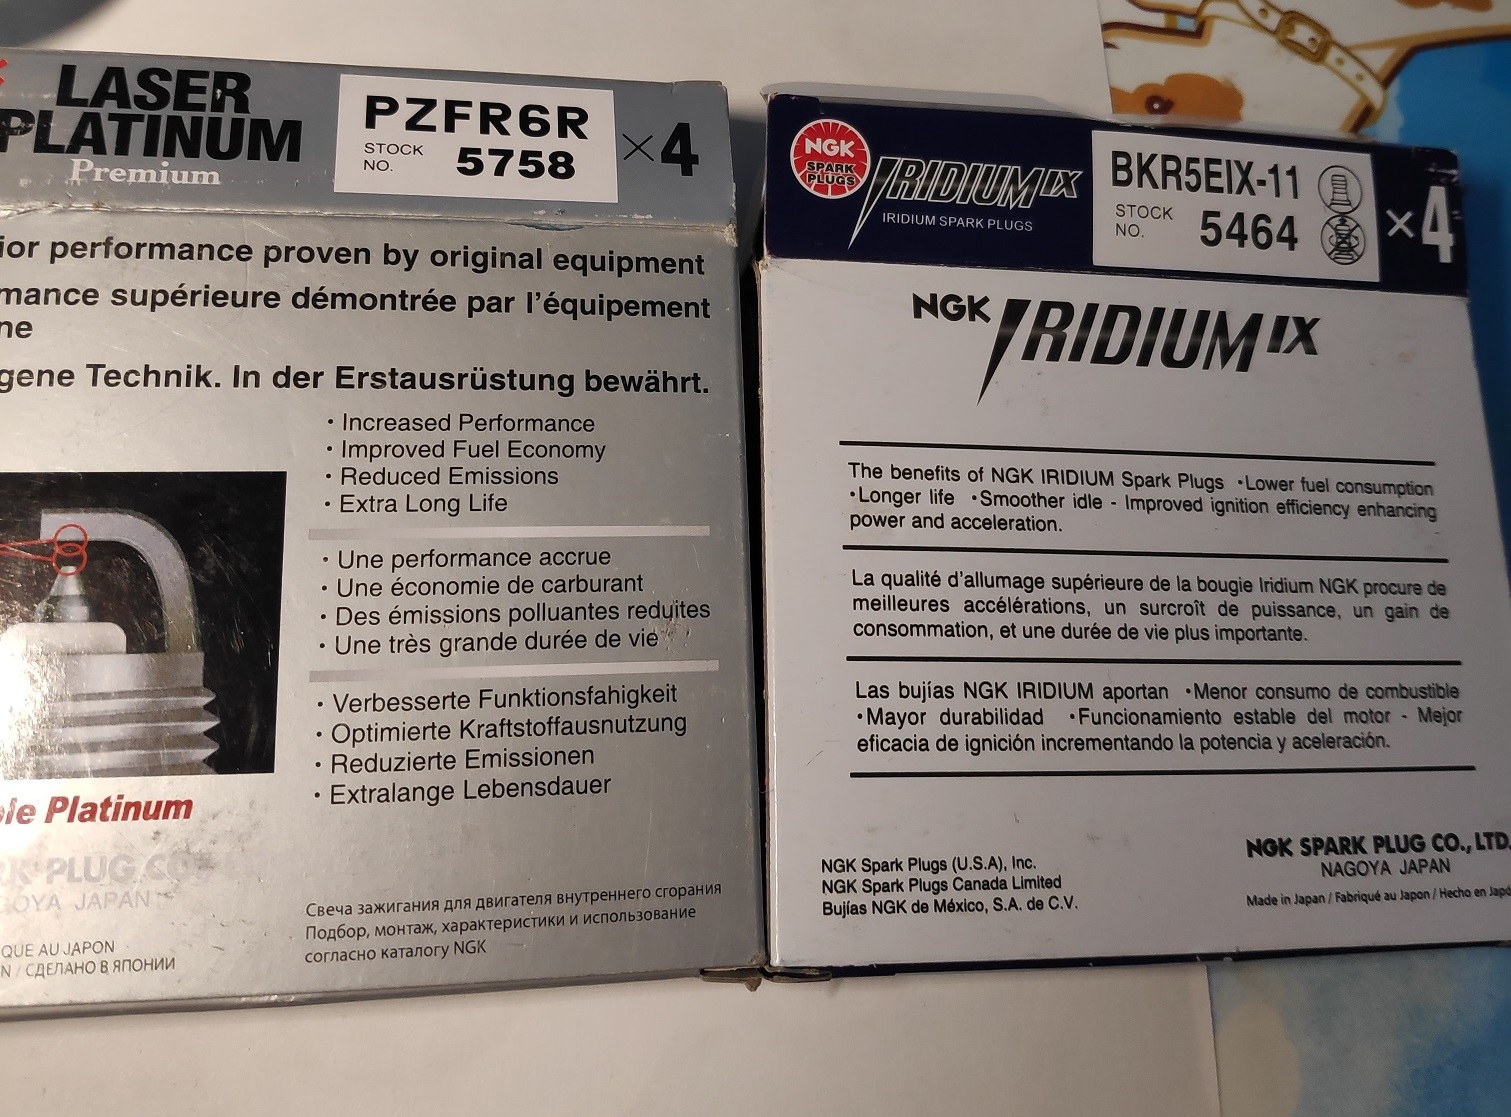 LASER
PLATINUM
Premium
PZFR6R
STOCK
NO. 5758
×4
ior performance proven by original equipment
mance supérieure démontrée par l'équipement
ne
gene Technik. In der Erstausrüstung bewährt.
· Increased Performance
· Improved Fuel Economy
· Reduced Emissions
· Extra Long Life
· Une performance accrue
· Une économie de carburant
· Des émissions polluantes reduites
· Une très grande durée de vie
· Verbesserte Funktionsfahigkeit
· Optimierte Kraftstoffausnutzung
· Reduzierte Emissionen
· Extralange Lebensdauer
le Platinum
RK PLUG CO
GOYA JAPAN
QUE AU JAPON
N / СДЕЛАНО В ЯПОНИИ
Свеча зажигания для двигателя внутреннего сгорания
Подбор, монтаж, характеристики и использование
согласно каталогу NGK
NGK
SPARK
PLUGS
IRIDIUM IX
IRIDIUM SPARK PLUGS
BKR5EIX-11
STOCK
NO. 5464
×4
NGK IRIDIUM IX
The benefits of NGK IRIDIUM Spark Plugs ·Lower fuel consumption
·Longer life ·Smoother idle - Improved ignition efficiency enhancing
power and acceleration.
La qualité d'allumage supérieure de la bougie Iridium NGK procure de
meilleures accélérations, un surcroît de puissance, un gain de
consommation, et une durée de vie plus importante.
Las bujías NGK IRIDIUM aportan ·Menor consumo de combustible
·Mayor durabilidad ·Funcionamiento estable del motor - Mejor
eficacia de ignición incrementando la potencia y aceleración.
NGK Spark Plugs (U.S.A), Inc.
NGK Spark Plugs Canada Limited
Bujías NGK de México, S.A. de C.V.
NGK SPARK PLUG CO., LTD.
NAGOYA JAPAN
Made in Japan / Fabriqué au Japon / Hecho en Japó